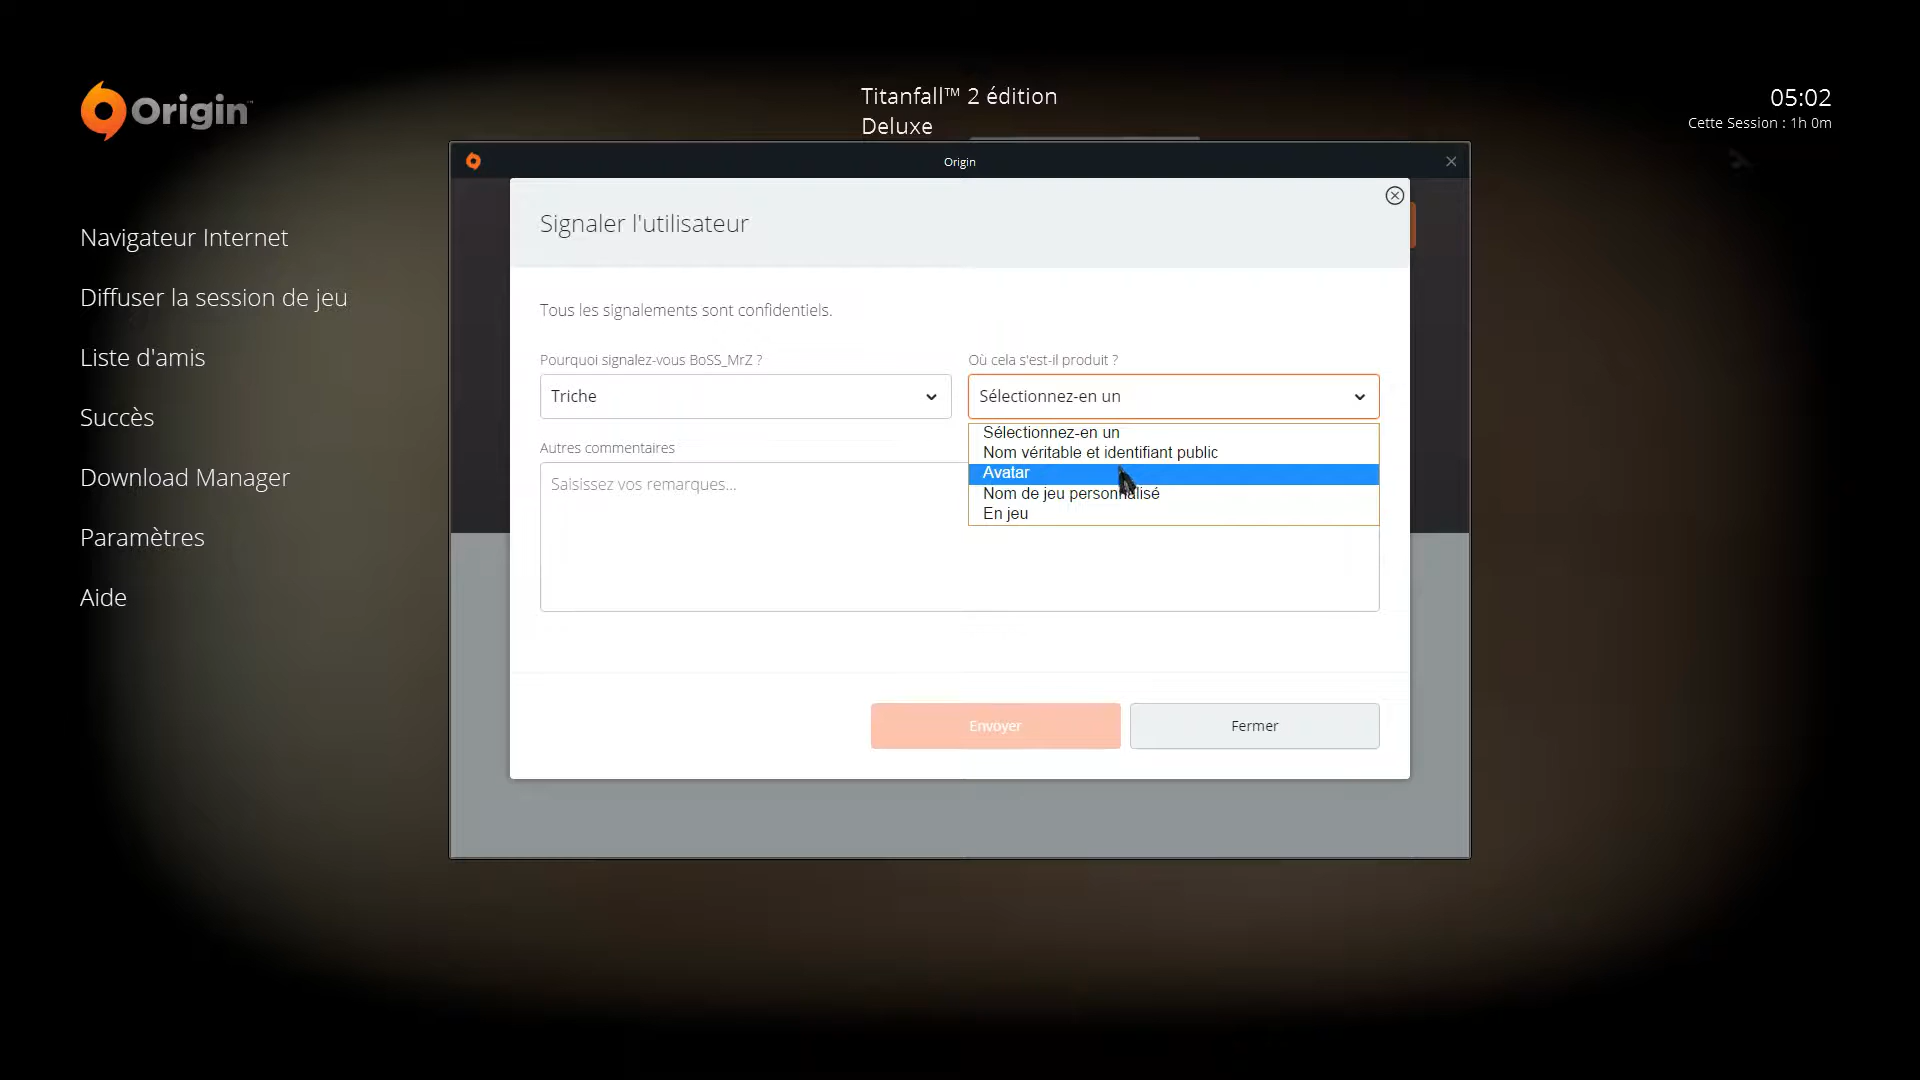 Origin™
Titanfall™ 2 édition
Deluxe
05:02
Cette Session : 1h 0m
Origin
Navigateur Internet
Diffuser la session de jeu
Liste d'amis
Succès
Download Manager
Paramètres
Aide
Signaler l'utilisateur
Tous les signalements sont confidentiels.
Pourquoi signalez-vous BoSS_MrZ ?
Triche
Où cela s'est-il produit ?
Sélectionnez-en un
Sélectionnez-en un
Nom véritable et identifiant public
Avatar
Nom de jeu personnalisé
En jeu
Autres commentaires
Saisissez vos remarques...
Envoyer
Fermer